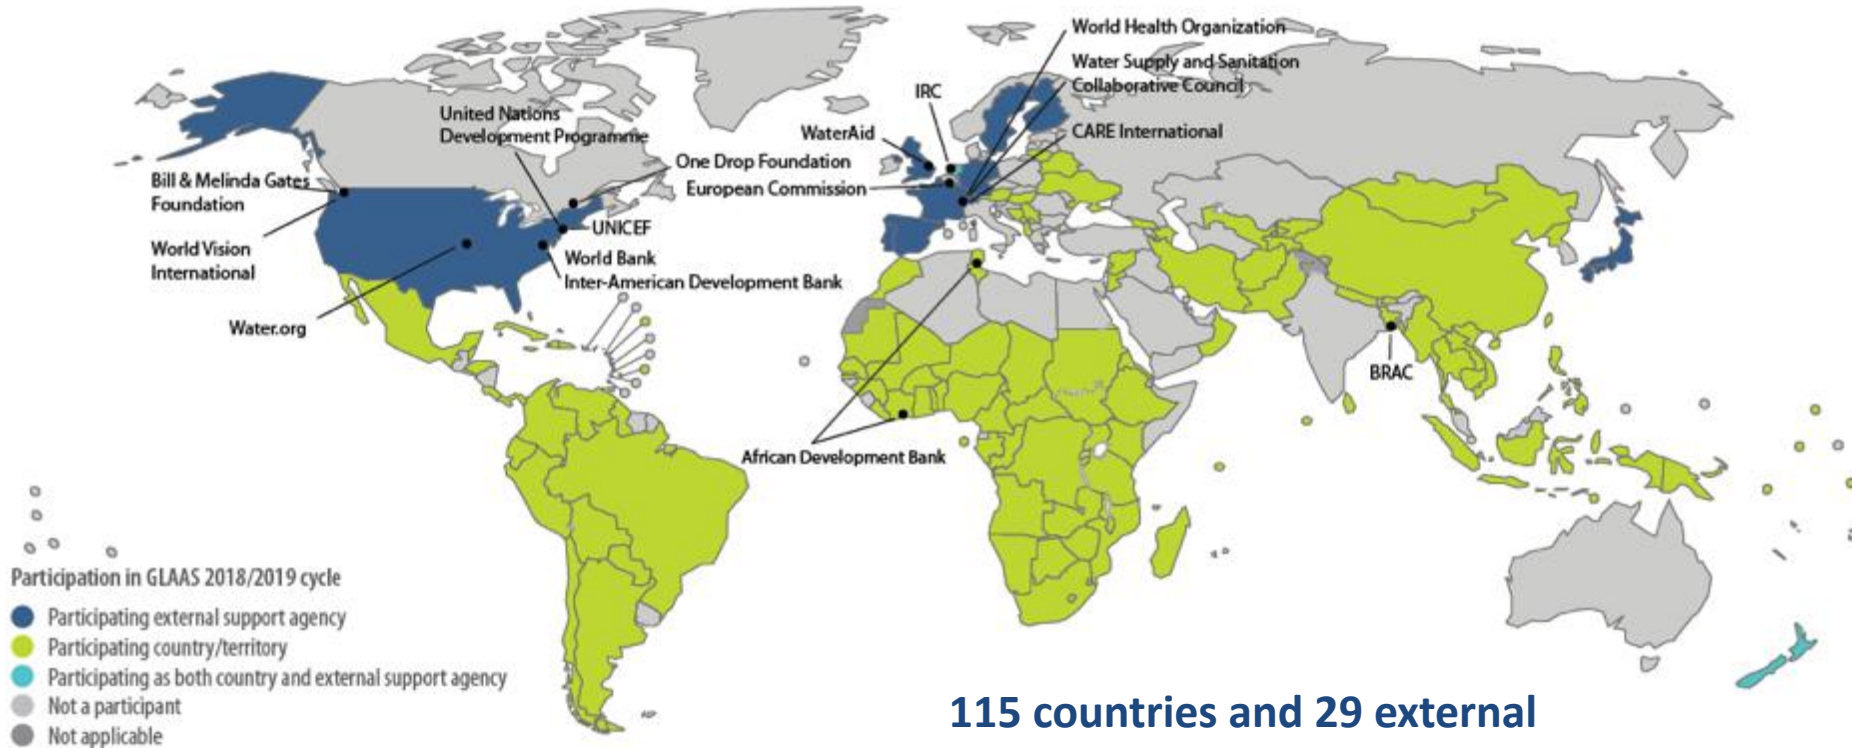 World Health Organization
Water Supply and Sanitation
Collaborative Council
IRC
United Nations
Development Programme
WaterAid
CARE International
One Drop Foundation
European Commission
Bill & Melinda Gates
Foundation
UNICEF
World Vision
International
World Bank
Inter-American Development Bank
Water.org
BRAC
African Development Bank
Participation in GLAAS 2018/2019 cycle
Participating external support agency
Participating country/territory
Participating as both country and external support agency
Not a participant
Not applicable
115 countries and 29 external